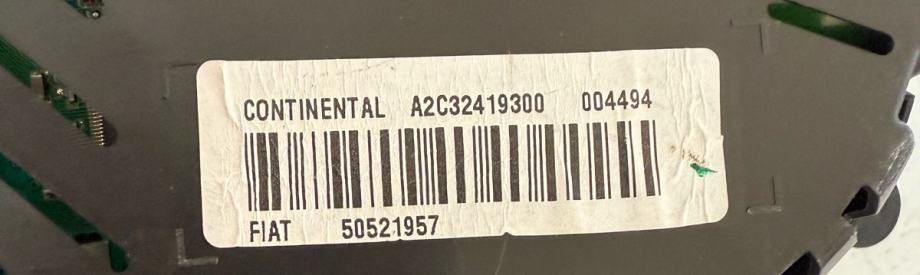 CONTINENTAL A2C32419300 004494
FIAT 50521957